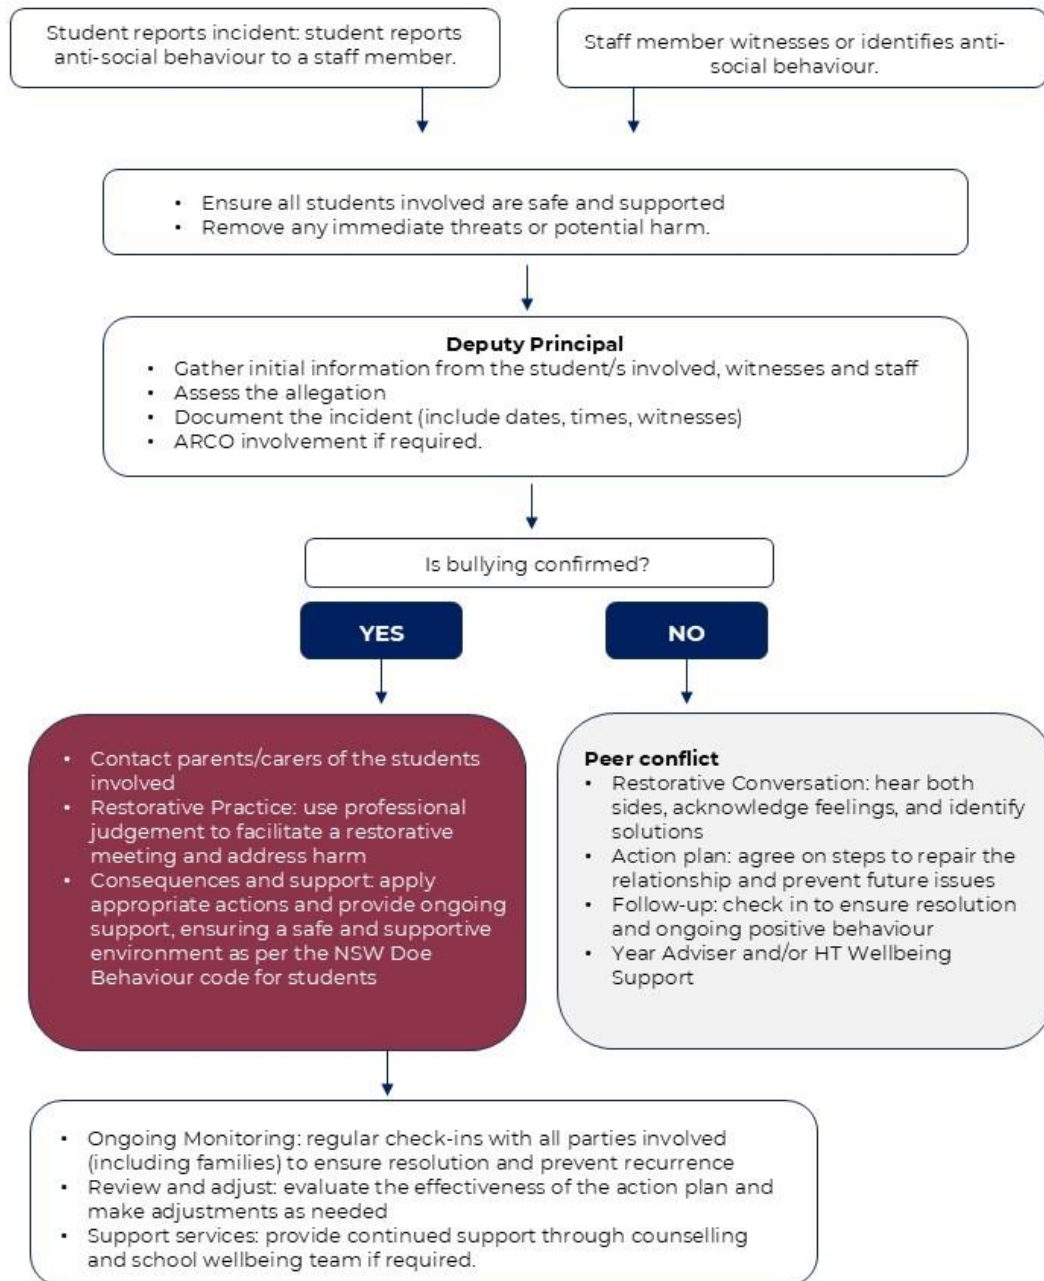 Student reports incident: student reports
anti-social behaviour to a staff member.
Staff member witnesses or identifies anti-
social behaviour.
• Ensure all students involved are safe and supported
• Remove any immediate threats or potential harm.
Deputy Principal
• Gather initial information from the student/s involved, witnesses and staff
• Assess the allegation
• Document the incident (include dates, times, witnesses)
• ARCO involvement if required.
Is bullying confirmed?
YES
NO
• Contact parents/carers of the students
involved
• Restorative Practice: use professional
judgement to facilitate a restorative
meeting and address harm
• Consequences and support: apply
appropriate actions and provide ongoing
support, ensuring a safe and supportive
environment as per the NSW Doe
Behaviour code for students
Peer conflict
• Restorative Conversation: hear both
sides, acknowledge feelings, and identify
solutions
• Action plan: agree on steps to repair the
relationship and prevent future issues
• Follow-up: check in to ensure resolution
and ongoing positive behaviour
• Year Adviser and/or HT Wellbeing
Support
• Ongoing Monitoring: regular check-ins with all parties involved
(including families) to ensure resolution and prevent recurrence
• Review and adjust: evaluate the effectiveness of the action plan and
make adjustments as needed
• Support services: provide continued support through counselling
and school wellbeing team if required.